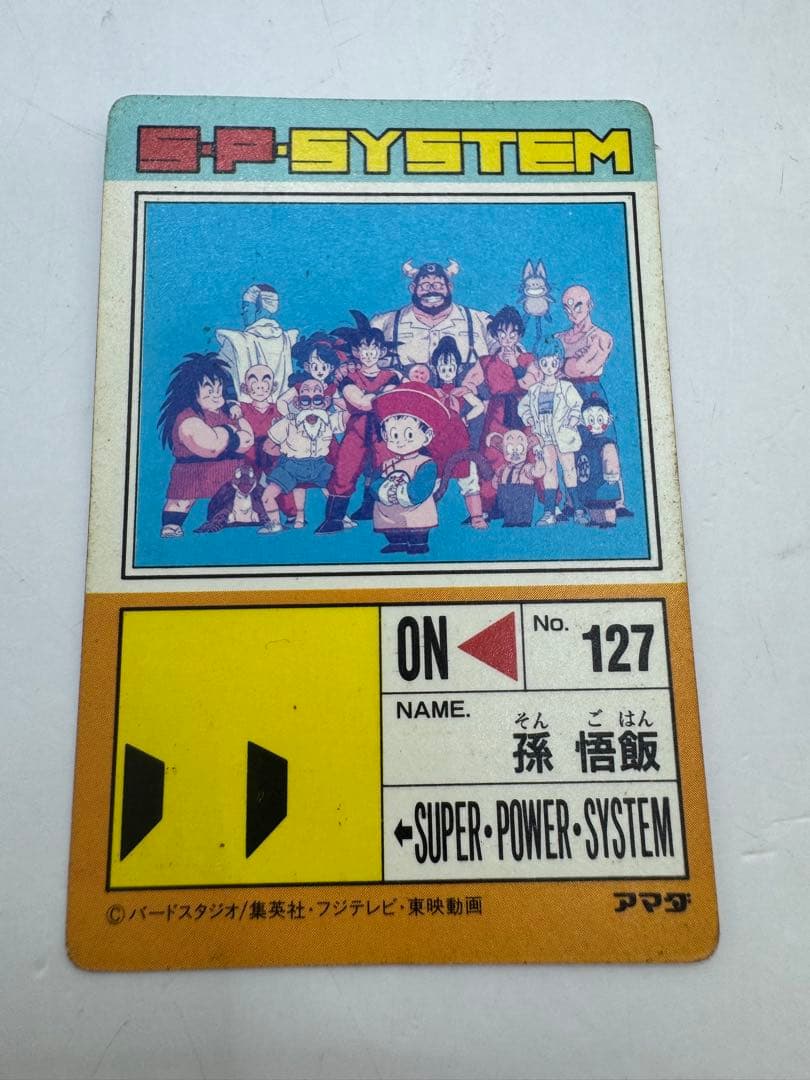 S·P·SYSTEM
ON
No. 127
NAME.
そん ご はん
孫 悟飯
←SUPER・POWER・SYSTEM
©バードスタジオ/集英社・フジテレビ・東映動画
アマダ